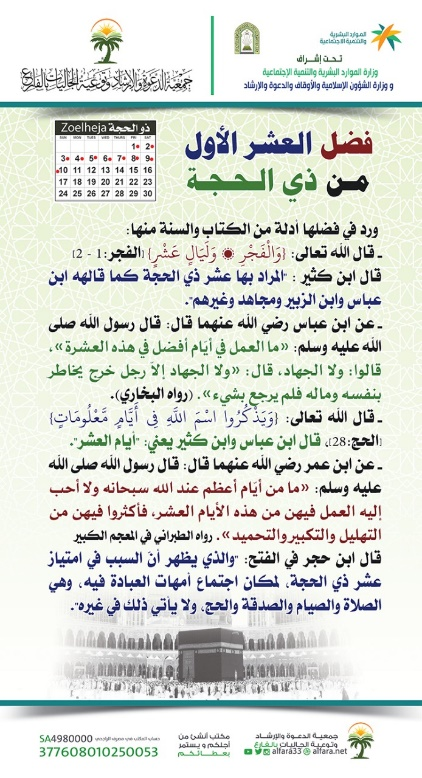 الموارد البشرية
والتنمية الاجتماعية
تحت إشراف
وزارة الموارد البشرية والتنمية الإجتماعية
و وزارة الشؤون الإسلامية والأوقاف والدعوة والإرشاد
جمعية الدعوة والإرشاد وتوعية الجاليات بالفارع
فضل العشر الأول
من ذي الحجة
ذو الحجة Zoelheja
SUN MON TUE WED THU FRI SAT
1 2
3 4 5 6 7 8 9
10 11 12 13 14 15 16
17 18 19 20 21 22 23
24 25 26 27 28 29 30
ورد في فضلها أدلة من الكتاب والسنة منها:
ـ قال الله تعالى: {وَالْفَجْرِ ۞ وَلَيَالٍ عَشْرٍ} [الفجر:1 - 2]
قال ابن كثير : "المراد بها عشر ذي الحجة كما قالهه ابن
عباس وابن الزبير ومجاهد وغيرهم".
ـ عن ابن عباس رضي الله عنهما قال: قال رسول الله صلى
الله عليه وسلم: «ما العمل في أيام أفضل في هذه العشرة»،
قالوا: ولا الجهاد، قال: «ولا الجهاد إلا رجل خرج يخاطر
بنفسه وماله فلم يرجع بشيء». (رواه البخاري).
ـ قال الله تعالى: {وَيَذْكُرُوا اسْمَ اللَّهِ فِي أَيَّامٍ مَّعْلُومَاتٍ}
[الحج:28]، قال ابن عباس وابن كثير يعني: "أيام العشر".
ـ عن ابن عمر رضي الله عنهما قال: قال رسول الله صلى الله
عليه وسلم: «ما من أيام أعظم عند الله سبحانه ولا أحب
إليه العمل فيهن من هذه الأيام العشر، فأكثروا فيهن من
التهليل والتكبير والتحميد». رواه الطبراني في المعجم الكبير
قال ابن حجر في الفتح: "والذي يظهر أن السبب في امتياز
عشر ذي الحجة، لمكان اجتماع أمهات العبادة فيه، وهي
الصلاة والصيام والصدقة والحج، ولا يأتي ذلك في غيره".
جمعية الدعوة والإرشاد
وتوعية الجاليات بالفارع
alfara33 alfara.net
مكتب أنشئ من
أجلكم و يستمر
بعطائكم
SA4980000
377608010250053